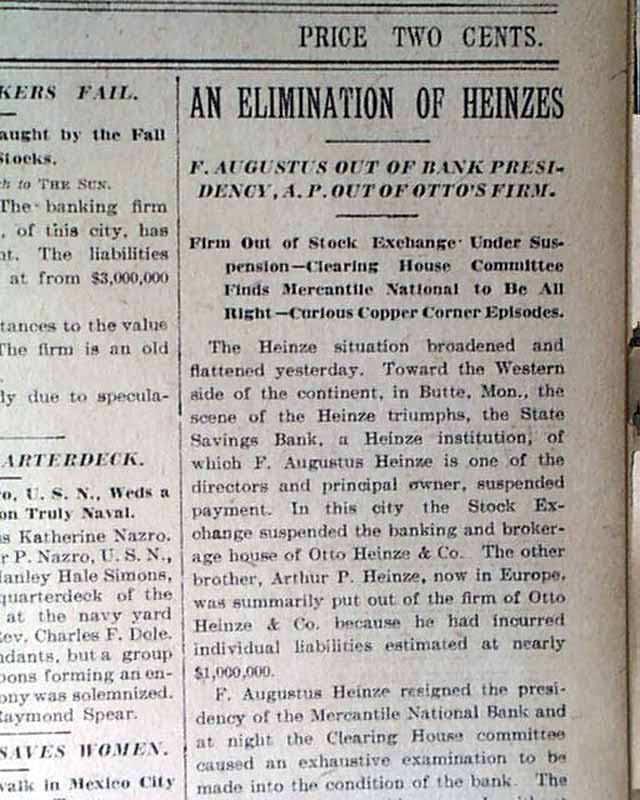 PRICE TWO CENTS.
KERS FAIL.
aught by the Fall
Stocks.
ch to THE SUN.
The banking firm
, of this city, has
nt. The liabilities
at from $3,000,000
tances to the value
The firm is an old
ly due to specula-
ARTERDECK.
ro, U. S. N., Weds a
on Truly Naval.
ss Katherine Nazro,
r P. Nazro, U. S. N.,
Manley Hale Simons,
quarterdeck of the
at the navy yard
Rev. Charles F. Dole.
ndants, but a group
pons forming an en-
ony was solemnized.
Raymond Spear.
SAVES WOMEN.
walk in Mexico City
AN ELIMINATION OF HEINZES
F. AUGUSTUS OUT OF BANK PRESI-
DENCY, A. P. OUT OF OTTO'S FIRM.
Firm Out of Stock Exchange Under Sus-
pension—Clearing House Committee
Finds Mercantile National to Be All
Right—Curious Copper Corner Episodes.
The Heinze situation broadened and
flattened yesterday. Toward the Western
side of the continent, in Butte, Mon., the
scene of the Heinze triumphs, the State
Savings Bank, a Heinze institution, of
which F. Augustus Heinze is one of the
directors and principal owner, suspended
payment. In this city the Stock Ex-
change suspended the banking and broker-
age house of Otto Heinze & Co. The other
brother, Arthur P. Heinze, now in Europe,
was summarily put out of the firm of Otto
Heinze & Co. because he had incurred
individual liabilities estimated at nearly
$1,000,000.
F. Augustus Heinze resigned the presi-
dency of the Mercantile National Bank and
at night the Clearing House committee
caused an exhaustive examination to be
made into the condition of the bank. The